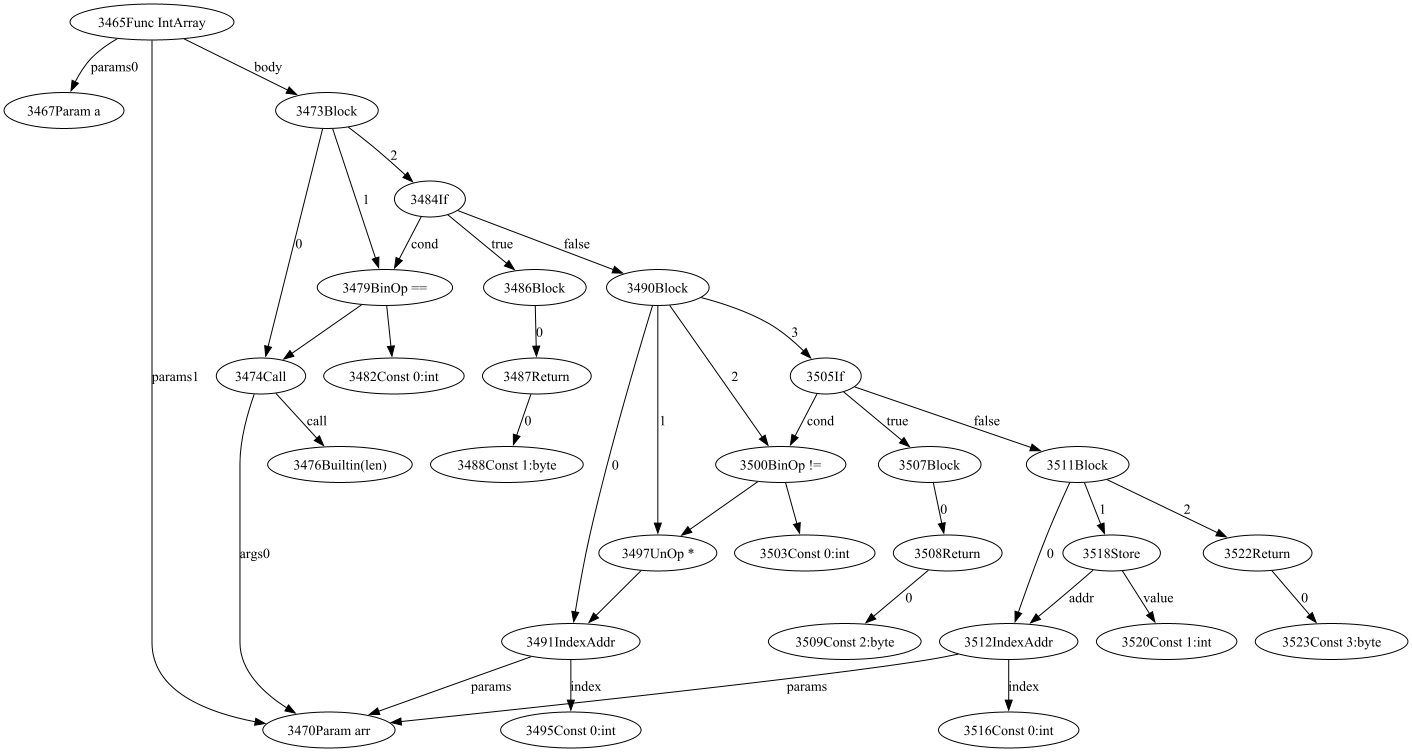 3465Func IntArray
params0
body
3467Param a
3473Block
2
3484If
1
0
cond
true
false
3479BinOp ==
3486Block
3490Block
0
3
params1
3474Call
3482Const 0:int
3487Return
2
3505If
call
0
1
cond
true
false
0
3476Builtin(len)
3488Const 1:byte
3500BinOp !=
3507Block
3511Block
0
1
2
args0
3497UnOp *
3503Const 0:int
3508Return
0
3518Store
3522Return
0
addr
value
0
3491IndexAddr
3509Const 2:byte
3512IndexAddr
3520Const 1:int
3523Const 3:byte
params
index
params
index
3470Param arr
3495Const 0:int
3516Const 0:int